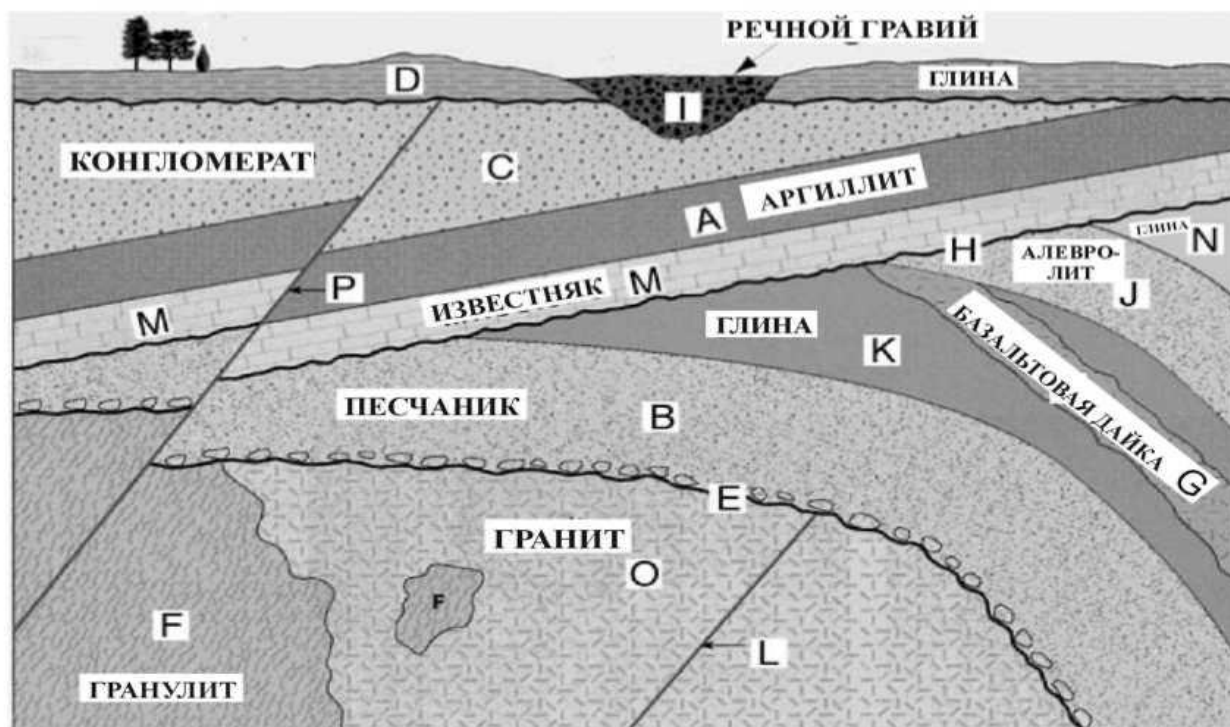 РЕЧНОЙ ГРАВИЙ
D
I
ГЛИНА
КОНГЛОМЕРАТ
C
АРГИЛЛИТ
A
P
M
ИЗВЕСТНЯК
M
H
ГЛИНА
N
АЛЕВРО-
ЛИТ
J
ГЛИНА
K
БАЗАЛЬТОВАЯ ДАЙКА
G
ПЕСЧАНИК
B
E
ГРАНИТ
O
F
F
L
ГРАНУЛИТ